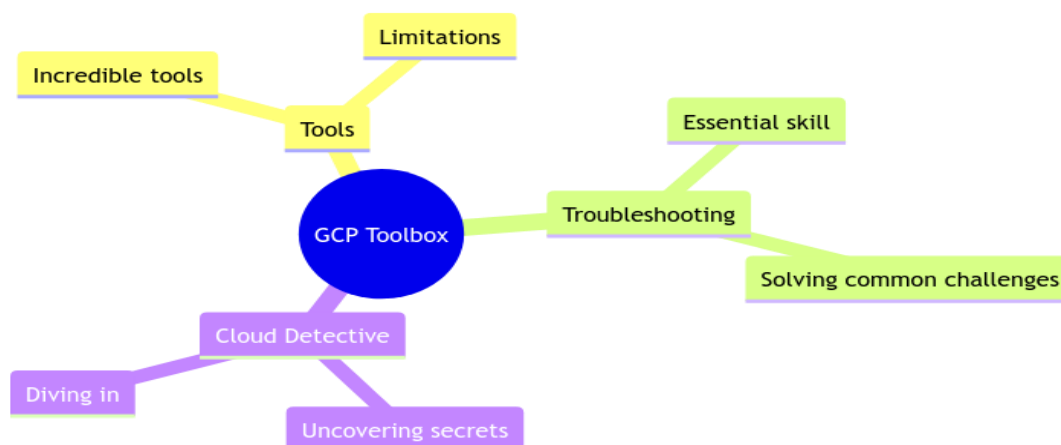 Limitations
Incredible tools
Tools
Essential skill
Troubleshooting
GCP Toolbox
Solving common challenges
Cloud Detective
Diving in
Uncovering secrets